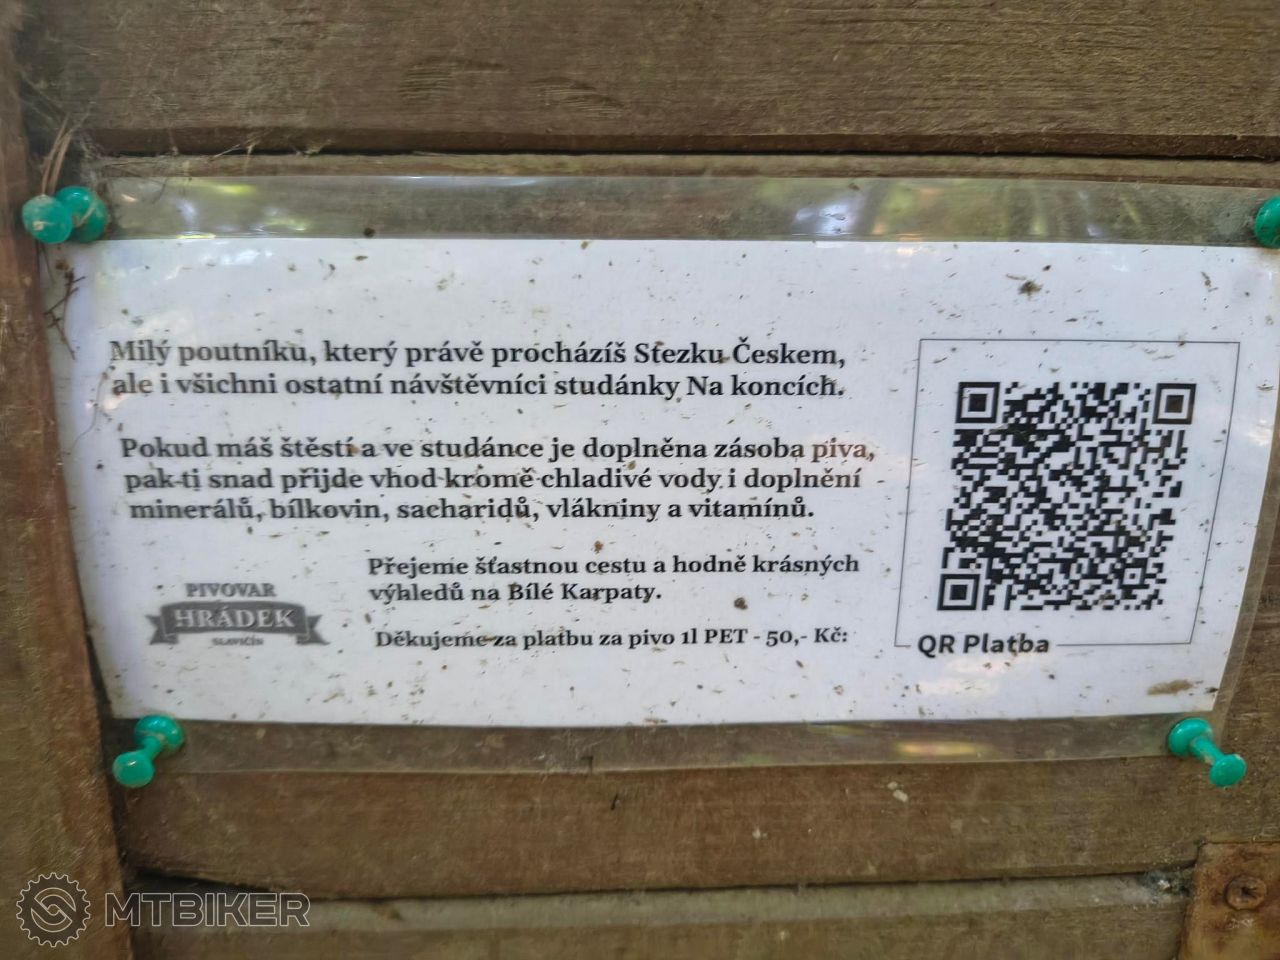 Milý poutníku, který právě procházíš Stezku Českem,
ale i všichni ostatní návštěvníci studánky Na koncích.
Pokud máš štěstí a ve studánce je doplněna zásoba piva,
pak ti snad přijde vhod kromě chladivé vody i doplnění
minerálů, bílkovin, sacharidů, vlákniny a vitamínů.
Přejeme šťastnou cestu a hodně krásných
výhledů na Bílé Karpaty.
Děkujeme za platbu za pivo 1l PET - 50,- Kč:
PIVOVAR
HRÁDEK
SLAVIČÍN
QR Platba
MTBIKER